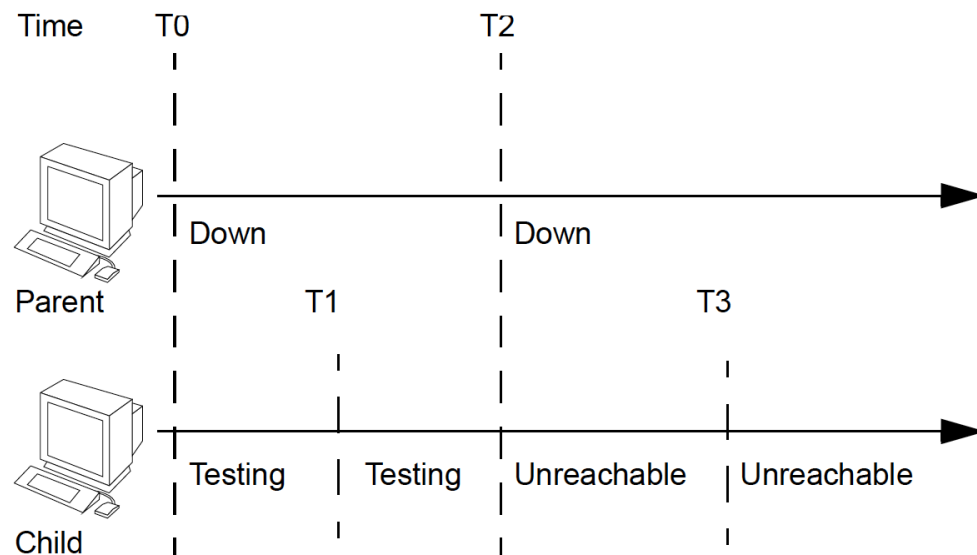 Time T0 T2
Down Down
Parent T1 T3
Testing Testing Unreachable Unreachable
Child